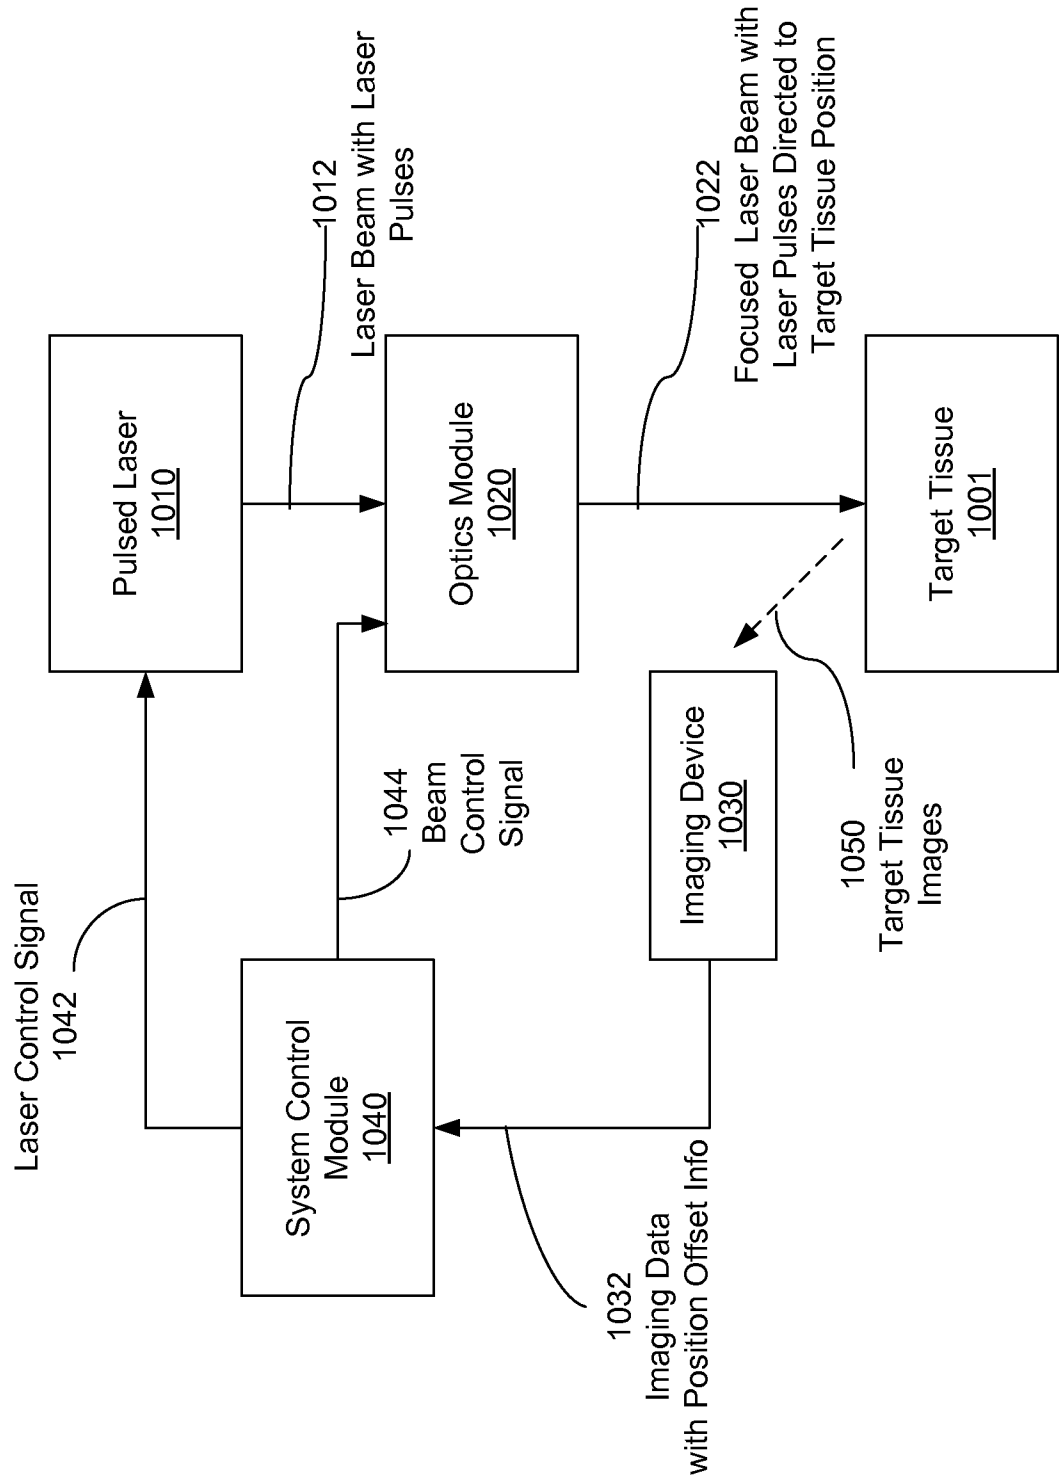 Laser Control Signal
1042
Pulsed Laser
1010
1012
Laser Beam with Laser
Pulses
System Control
Module
1040
1044
Beam
Control
Signal
Optics Module
1020
1032
Imaging Data
with Position Offset Info
Imaging Device
1030
1022
Focused Laser Beam with
Laser Pulses Directed to
Target Tissue Position
1050
Target Tissue
Images
Target Tissue
1001